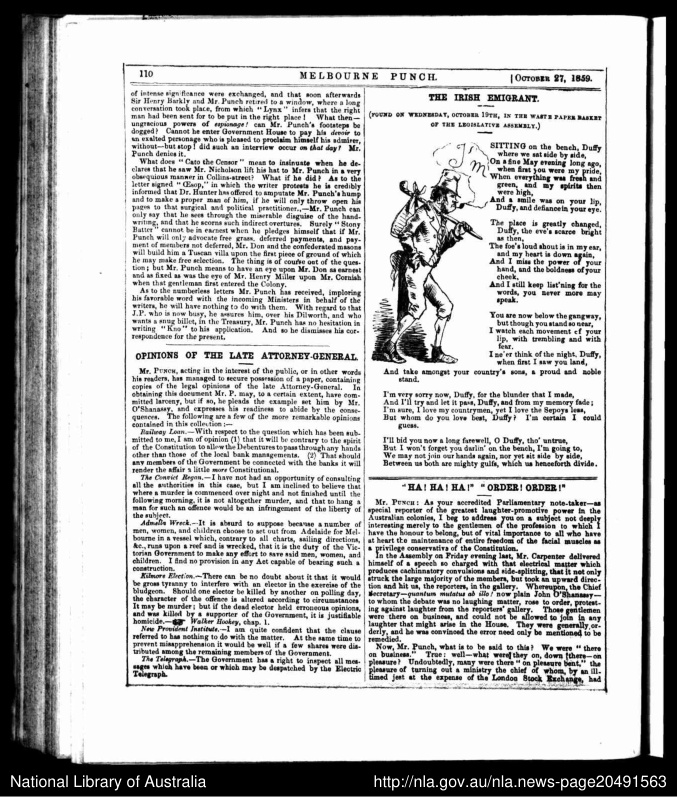 110
MELBOURNE PUNCH.
[OCTOBER 27, 1859.
of intense significance were exchanged, and that soon afterwards
Sir Henry Barkly and Mr. Punch retired to a window, where a long
conversation took place, from which "Lynx" infers that the right
man had been sent for to be put in the right place! What then—
ungracious powers of espionage! can Mr. Punch's footsteps be
dogged? Cannot he enter Government House to pay his devoir to
an exalted personage who is pleased to proclaim himself his admirer,
without—but stop! did such an interview occur on that day? Mr.
Punch denies it.
What does "Cato the Censor" mean to insinuate when he de-
clares that he saw Mr. Nicholson lift his hat to Mr. Punch in a very
obsequious manner in Collins-street? What if he did? As to the
letter signed "Œsop," in which the writer protests he is credibly
informed that Dr. Hunter has offered to amputate Mr. Punch's hump
and to make a proper man of him, if he will only throw open his
pages to that surgical and political practitioner,—Mr. Punch can
only say that he sees through the miserable disguise of the hand-
writing, and that he scorns such indirect overtures. Surely "Stony
Batter" cannot be in earnest when he pledges himself that if Mr.
Punch will only advocate free grass, deferred payments, and pay-
ment of members not deferred, Mr. Don and the confederated masons
will build him a Tuscan villa upon the first piece of ground of which
he may make free selection. The thing is of course out of the ques-
tion; but Mr. Punch means to have an eye upon Mr. Don as earnest
and as fixed as was the eye of Mr. Henry Miller upon Mr. Cornish
when that gentleman first entered the Colony.
As to the numberless letters Mr. Punch has received, imploring
his favorable word with the incoming Ministers in behalf of the
writers, he will have nothing to do with them. With regard to that
J.P. who is now busy, he assures him, over his Dilworth, and who
wants a snug billet, in the Treasury, Mr. Punch has no hesitation in
writing "Kno" to his application. And so he dismisses his cor-
respondence for the present.
OPINIONS OF THE LATE ATTORNEY-GENERAL.
MR. PUNCH, acting in the interest of the public, or in other words
his readers, has managed to secure possession of a paper, containing
copies of the legal opinions of the late Attorney-General. In
obtaining this document Mr. P. may, to a certain extent, have com-
mitted larceny, but if so, he pleads the example set him by Mr.
O'Shanassy, and expresses his readiness to abide by the conse-
quences. The following are a few of the more remarkable opinions
contained in this collection:—
Railway Loan.—With respect to the question which has been sub-
mitted to me, I am of opinion (1) that it will be contrary to the spirit
of the Constitution to allow the Debentures to pass through any hands
other than those of the local bank managements. (2) That should
any members of the Government be connected with the banks it will
render the affair a little more Constitutional.
The Convict Regan.—I have not had an opportunity of consulting
all the authorities in this case, but I am inclined to believe that
where a murder is commenced over night and not finished until the
following morning, it is not altogether murder, and that to hang a
man for such an offence would be an infringement of the liberty of
the subject.
Admella Wreck.—It is absurd to suppose because a number of
men, women, and children choose to set out from Adelaide for Mel-
bourne in a vessel which, contrary to all charts, sailing directions,
&c., runs upon a reef and is wrecked, that it is the duty of the Vic-
torian Government to make any effort to save said men, women, and
children. I find no provision in any Act capable of bearing such a
construction.
Kilmore Election.—There can be no doubt about that it would
be gross tyranny to interfere with an elector in the exercise of the
bludgeon. Should one elector be killed by another on polling day,
the character of the offence is altered according to circumstances
It may be murder; but if the dead elector held erroneous opinions,
and was killed by a supporter of the Government, it is justifiable
homicide.—☛ Walker Hookey, chap. 1.
New Provident Institute.—I am quite confident that the clause
referred to has nothing to do with the matter. At the same time to
prevent misapprehension it would be well if a few shares were dis-
tributed among the remaining members of the Government.
The Telegraph.—The Government has a right to inspect all mes-
sages which have been or which may be despatched by the Electric
Telegraph.
THE IRISH EMIGRANT.
(FOUND ON WEDNESDAY, OCTOBER 19TH, IN THE WASTE PAPER BASKET
OF THE LEGISLATIVE ASSEMBLY.)
I'm
SITTING on the bench, Duffy
where we sat side by side,
On a fine May evening long ago,
when first you were my pride,
When everything was fresh and
green, and my spirits then
were high,
And a smile was on your lip,
Duffy, and defiance in your eye.
The place is greatly changed,
Duffy, the eve's scarce bright
as then,
The foe's loud shout is in my ear,
and my heart is down again,
And I miss the power of your
hand, and the boldness of your
cheek,
And I still keep list'ning for the
words, you never more may
speak.
You are now below the gangway,
but though you stand so near,
I watch each movement of your
lip, with trembling and with
fear.
I ne'er think of the night, Duffy,
when first I saw you land,
And take amongst your country's sons, a proud and noble
stand.
I'm very sorry now, Duffy, for the blunder that I made,
And I'll try and let it pass, Duffy, and from my memory fade;
I'm sure, I love my countrymen, yet I love the Sepoys less,
But whom do you love best, Duffy? I'm certain I could
guess.
I'll bid you now a long farewell, O Duffy, tho' untrue,
But I won't forget you darlin' on the bench, I'm going to,
We may not join our hands again, nor yet sit side by side,
Between us both are mighty gulfs, which us henceforth divide.
"HA! HA! HA!" "ORDER! ORDER!"
MR. PUNCH: As your accredited Parliamentary note-taker—as
special reporter of the greatest laughter-promotive power in the
Australian colonies, I beg to address you on a subject not deeply
interesting merely to the gentlemen of the profession to which I
have the honour to belong, but of vital importance to all who have
at heart the maintenance of entire freedom of the facial muscles as
a privilege conservative of the Constitution.
In the Assembly on Friday evening last, Mr. Carpenter delivered
himself of a speech so charged with that electrical matter which
produces cachinnatory convulsions and side-splitting, that it not only
struck the large majority of the members, but took an upward direc-
tion and hit us, the reporters, in the gallery. Whereupon, the Chief
Secretary—quantum mutatus ab illo! now plain John O'Shanassy—
to whom the debate was no laughing matter, rose to order, protest-
ing against laughter from the reporters' gallery. Those gentlemen
were there on business, and could not be allowed to join in any
laughter that might arise in the House. They were generally or-
derly, and he was convinced the error need only be mentioned to be
remedied.
Now, Mr. Punch, what is to be said to this? We were "there
on business." True: well—what were they on, down there—on
pleasure? Undoubtedly, many were there "on pleasure bent," the
pleasure of turning out a ministry the chief of whom, by an ill-
timed jest at the expense of the London Stock Exchange, had
National Library of Australia
http://nla.gov.au/nla.news-page20491563